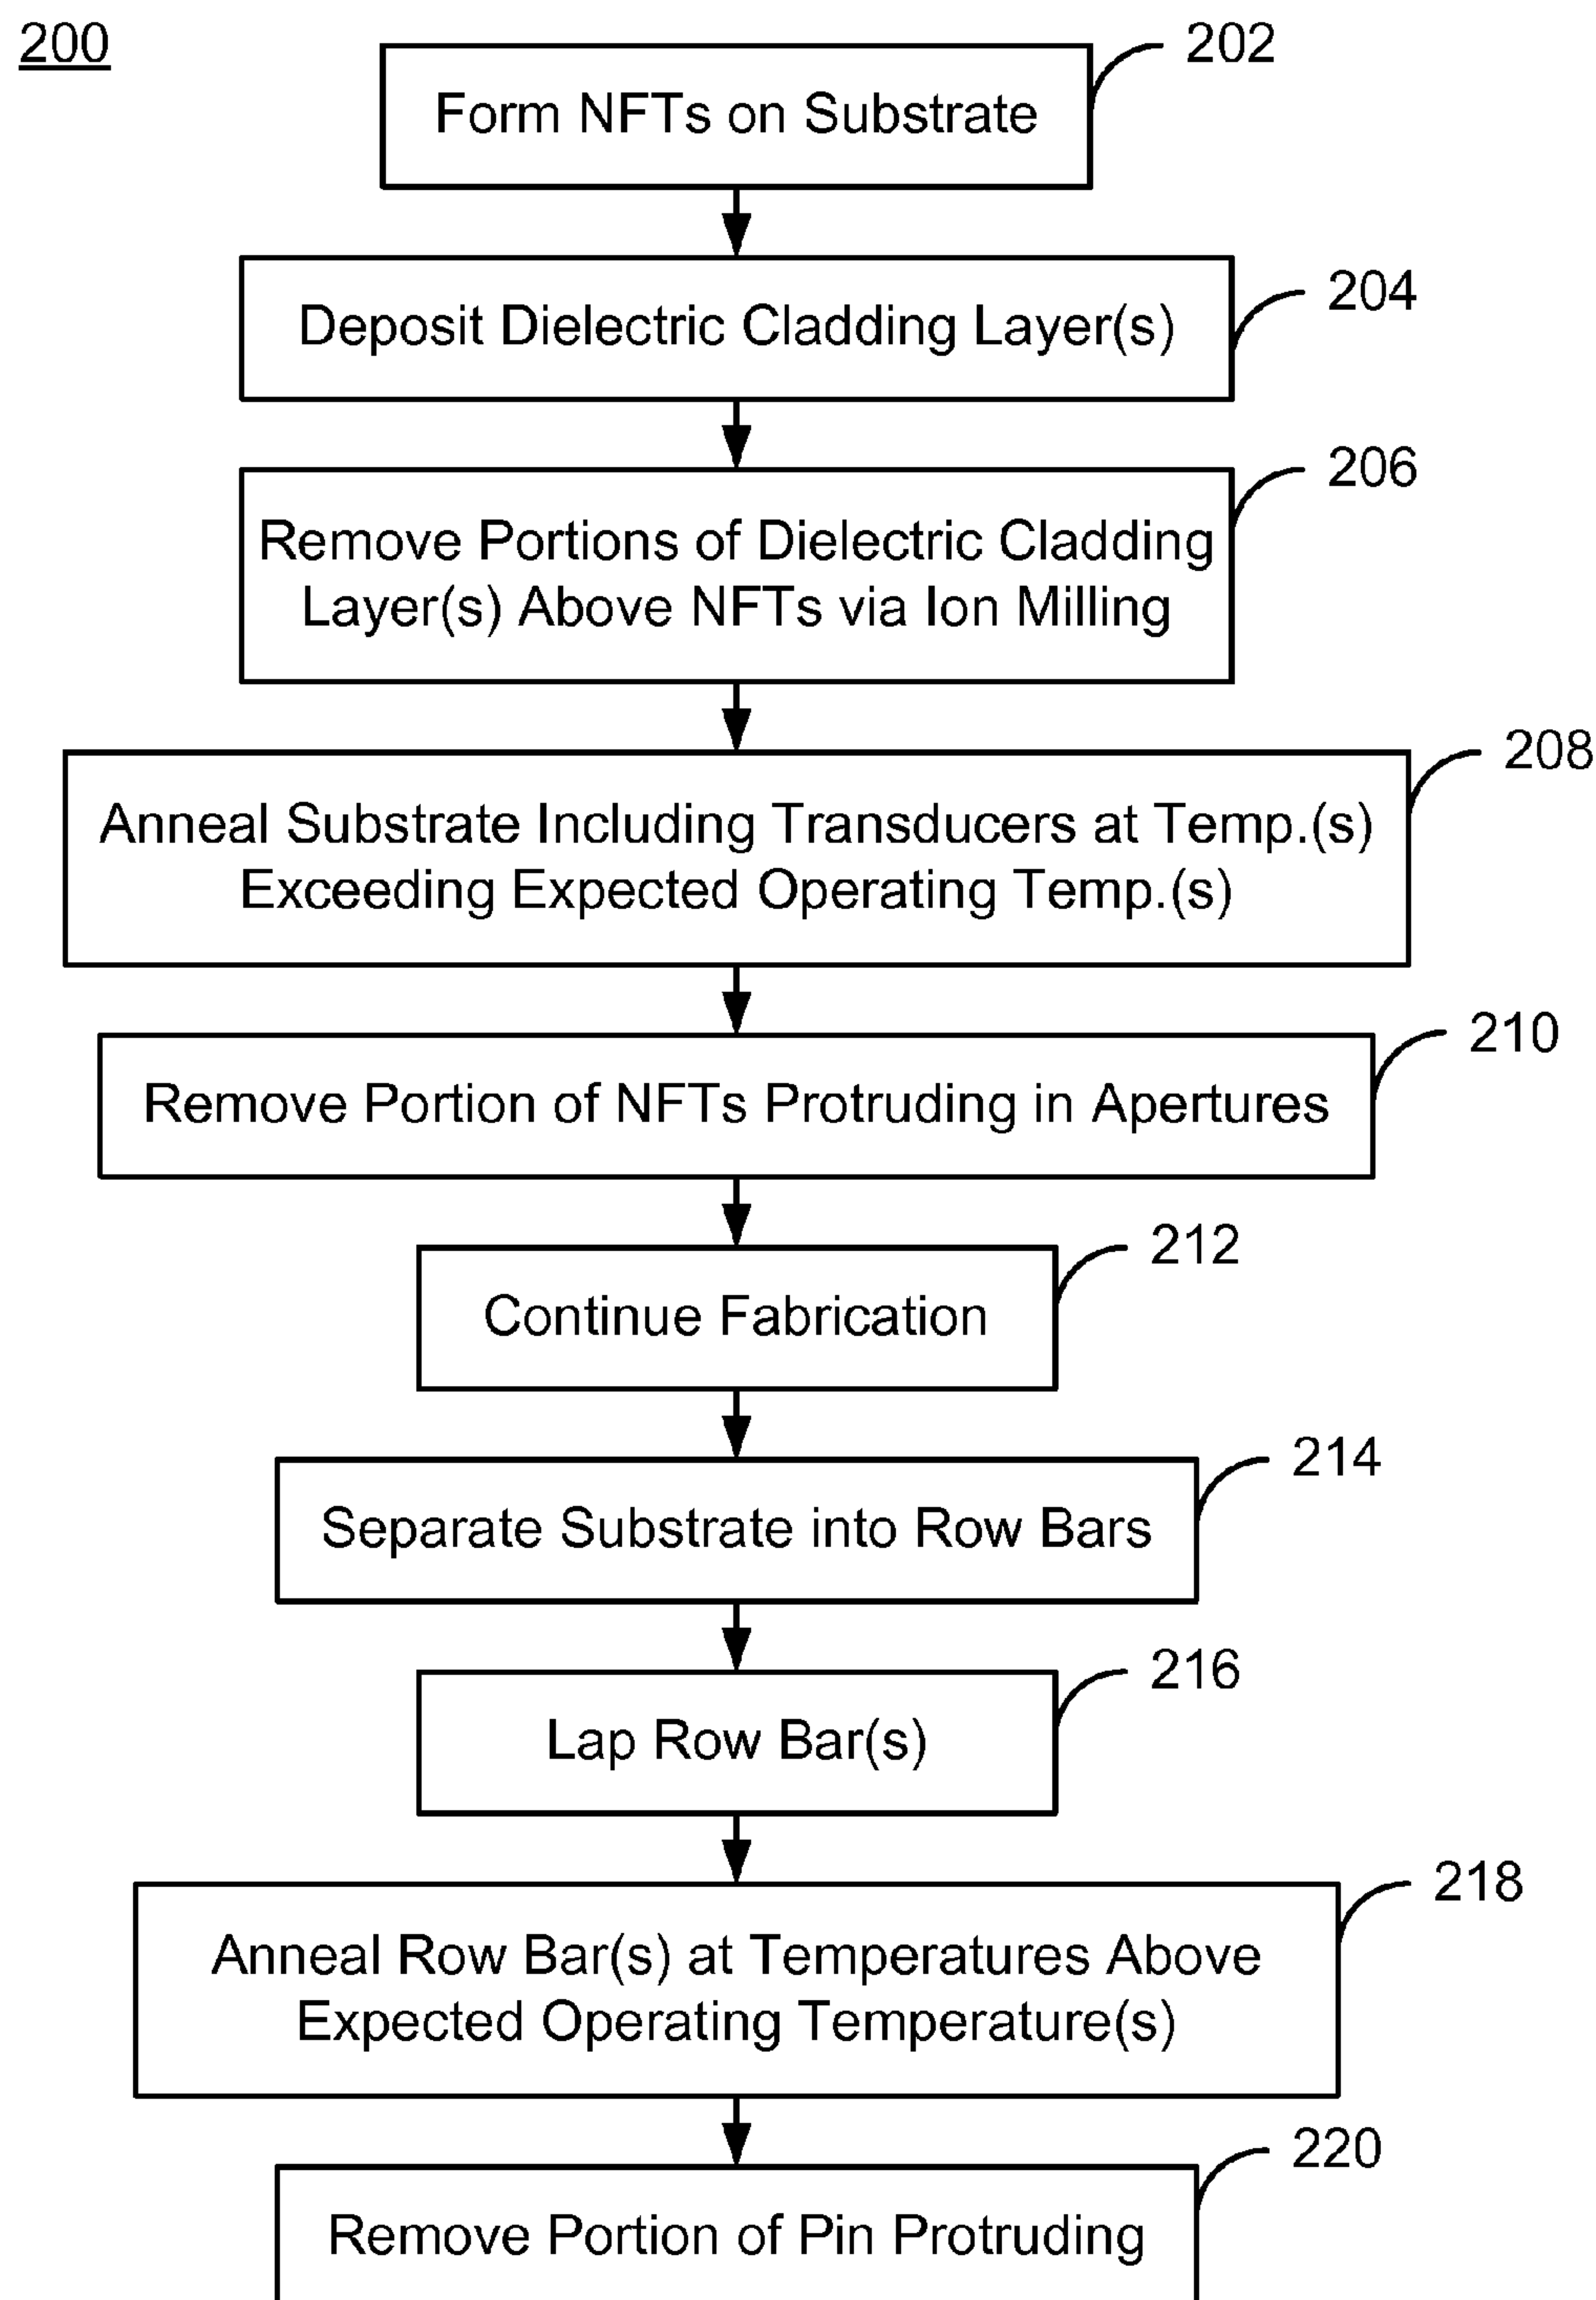 200
202
Form NFTs on Substrate
204
Deposit Dielectric Cladding Layer(s)
206
Remove Portions of Dielectric Cladding
Layer(s) Above NFTs via Ion Milling
208
Anneal Substrate Including Transducers at Temp.(s)
Exceeding Expected Operating Temp.(s)
210
Remove Portion of NFTs Protruding in Apertures
212
Continue Fabrication
214
Separate Substrate into Row Bars
216
Lap Row Bar(s)
218
Anneal Row Bar(s) at Temperatures Above
Expected Operating Temperature(s)
220
Remove Portion of Pin Protruding